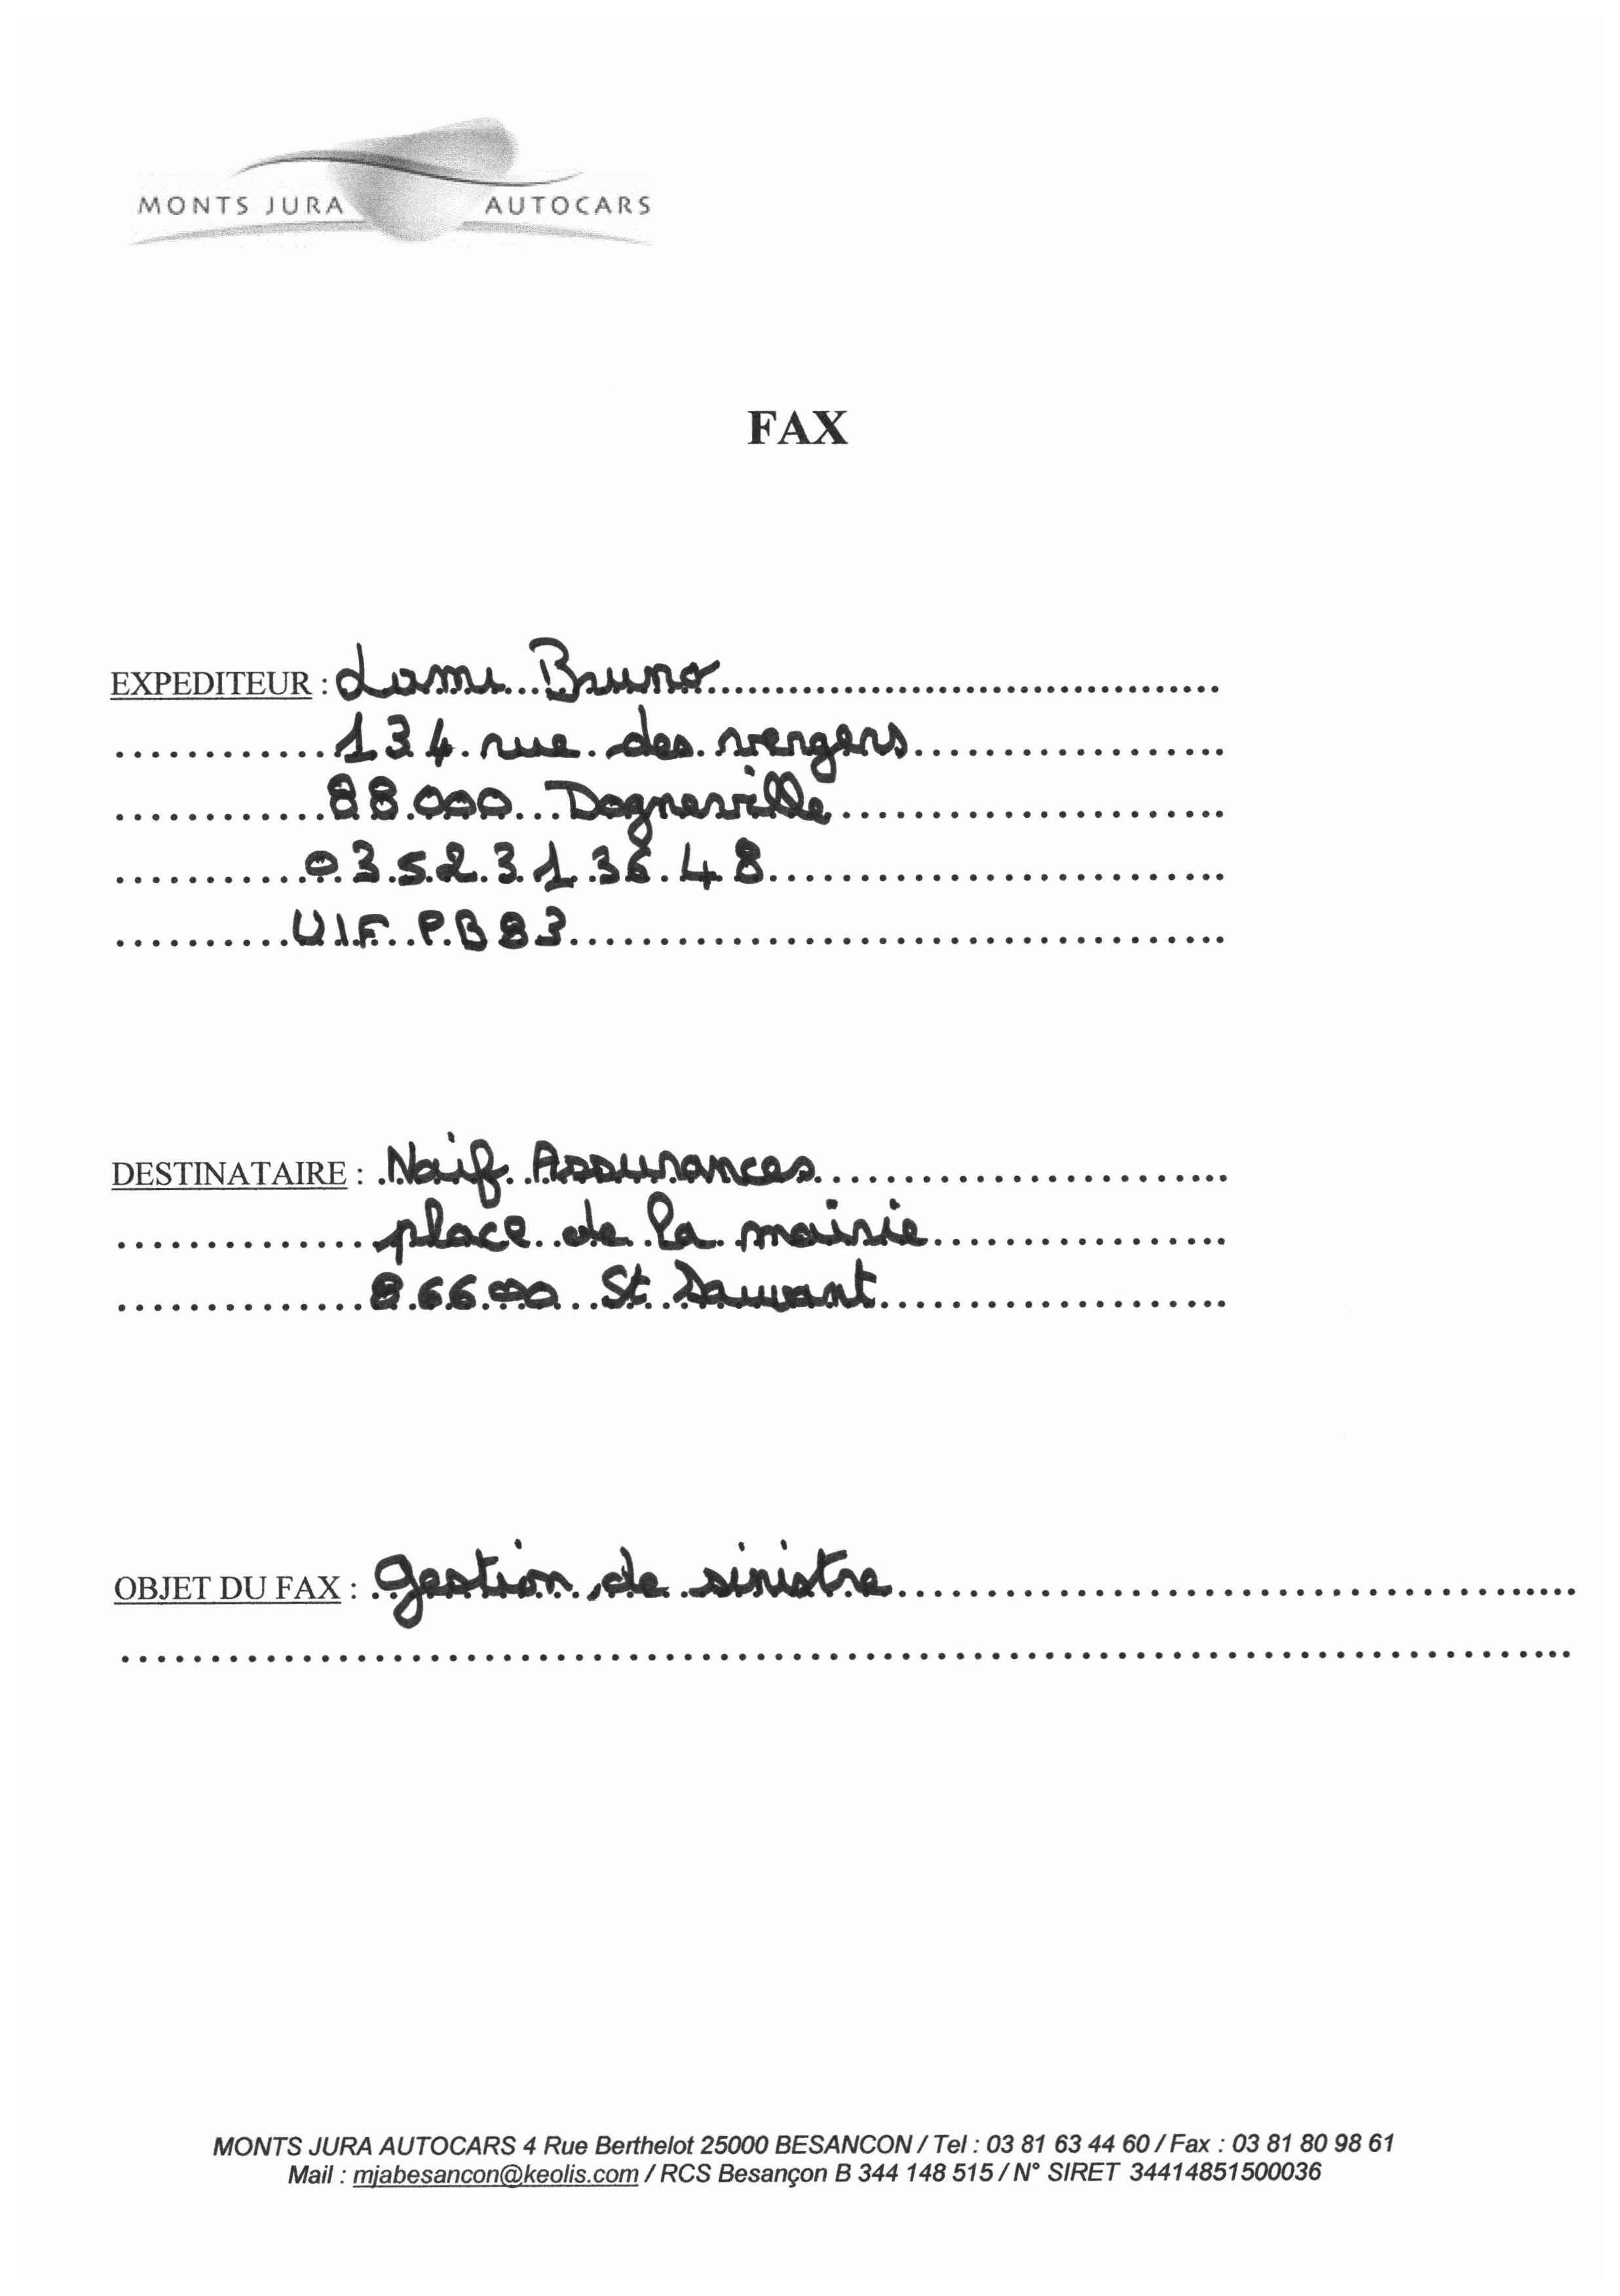 MONTS JURA AUTOCARS
FAX
EXPEDITEUR : Lami Bruno
134 rue des vergers
88000 Dogneville
03 52 31 36 48
UIF PB83
DESTINATAIRE : Naif Assurances
place de la mairie
86600 St Sauvant
OBJET DU FAX : gestion de sinistre
MONTS JURA AUTOCARS 4 Rue Berthelot 25000 BESANCON / Tel : 03 81 63 44 60 / Fax : 03 81 80 98 61
Mail : mjabesancon@keolis.com / RCS Besançon B 344 148 515 / N° SIRET 34414851500036